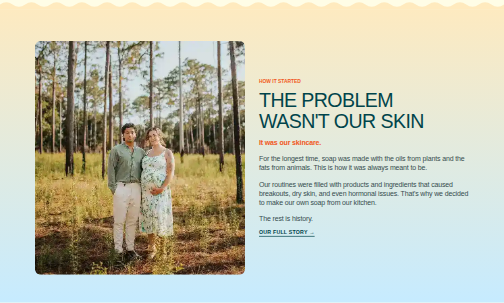 HOW IT STARTED
THE PROBLEM
WASN'T OUR SKIN
It was our skincare.
For the longest time, soap was made with the oils from plants and the
fats from animals. This is how it was always meant to be.
Our routines were filled with products and ingredients that caused
breakouts, dry skin, and even hormonal issues. That's why we decided
to make our own soap from our kitchen.
The rest is history.
OUR FULL STORY →